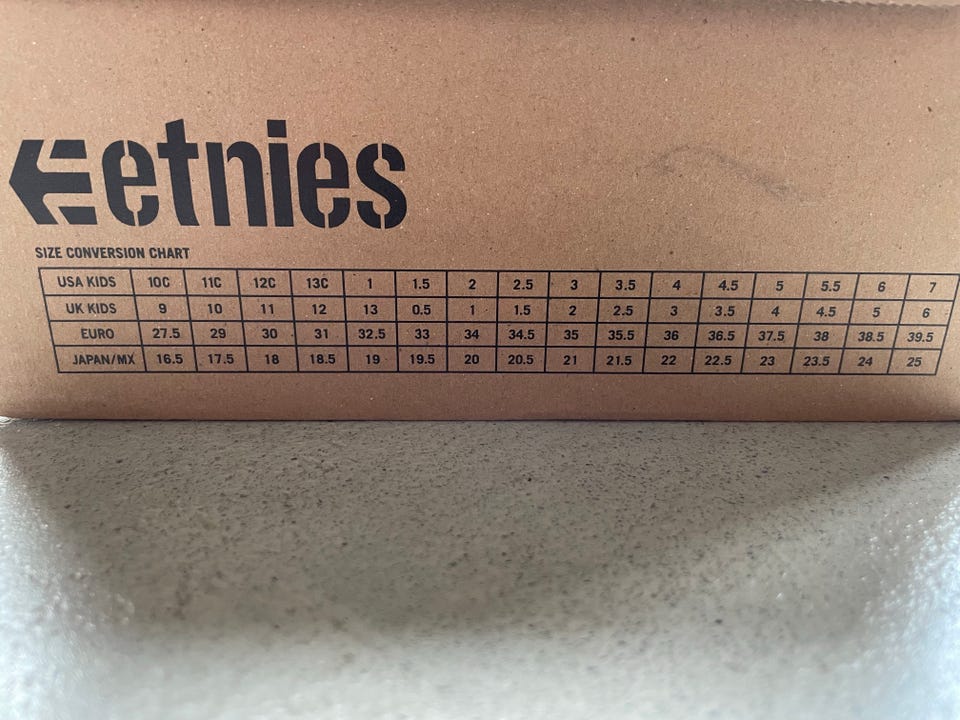 etnies
SIZE CONVERSION CHART
USA KIDS 10C 11C 12C 13C 1 1.5 2 2.5 3 3.5 4 4.5 5 5.5 6 7
UK KIDS 9 10 11 12 13 0.5 1 1.5 2 2.5 3 3.5 4 4.5 5 6
EURO 27.5 29 30 31 32.5 33 34 34.5 35 35.5 36 36.5 37.5 38 38.5 39.5
JAPAN/MX 16.5 17.5 18 18.5 19 19.5 20 20.5 21 21.5 22 22.5 23 23.5 24 25